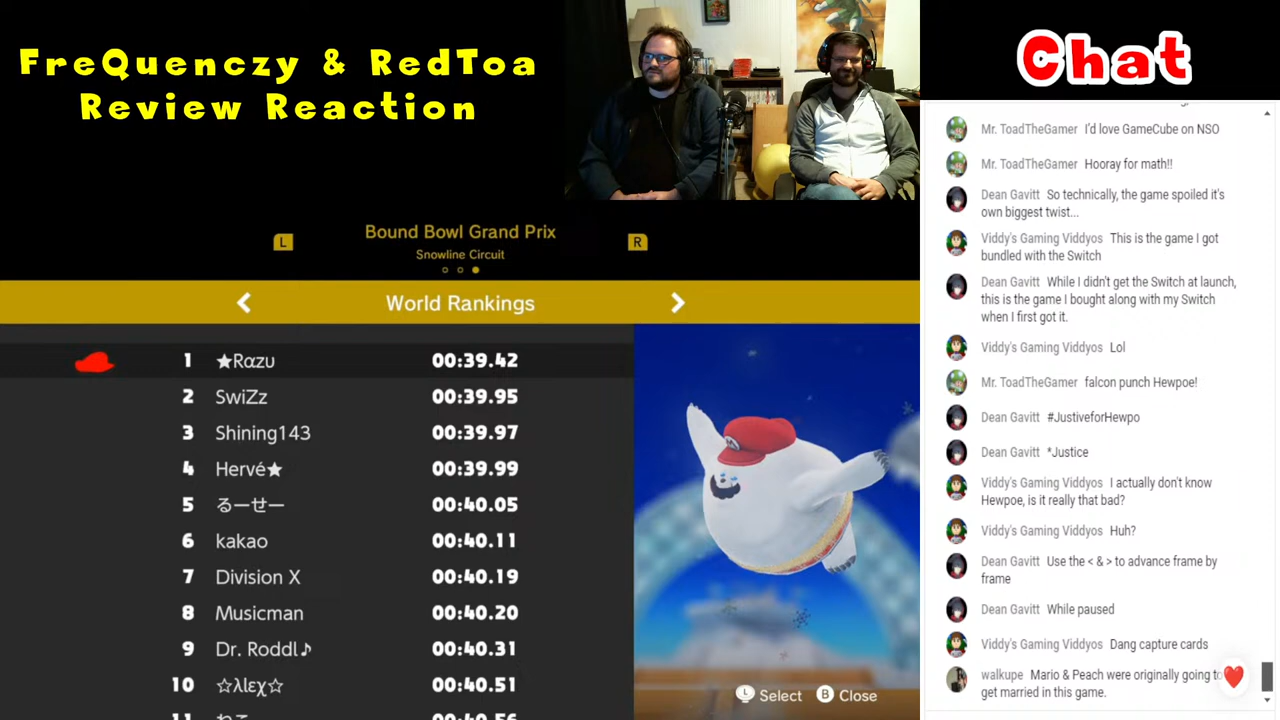 FreQuenczy & RedToa
Review Reaction
Chat
L
Bound Bowl Grand Prix
R
Snowline Circuit
World Rankings
1 ★Rαzυ 00:39.42
2 SwiZz 00:39.95
3 Shining143 00:39.97
4 Hervé★ 00:39.99
5 るーせー 00:40.05
6 kakao 00:40.11
7 Division X 00:40.19
8 Musicman 00:40.20
9 Dr. Roddl♪ 00:40.31
10 ☆λlεχ☆ 00:40.51
L Select B Close
Mr. ToadTheGamer I'd love GameCube on NSO
Mr. ToadTheGamer Hooray for math!!
Dean Gavitt So technically, the game spoiled it's
own biggest twist...
Viddy's Gaming Viddyos This is the game I got
bundled with the Switch
Dean Gavitt While I didn't get the Switch at launch,
this is the game I bought along with my Switch
when I first got it.
Viddy's Gaming Viddyos Lol
Mr. ToadTheGamer falcon punch Hewpoe!
Dean Gavitt #JustiveforHewpo
Dean Gavitt *Justice
Viddy's Gaming Viddyos I actually don't know
Hewpoe, is it really that bad?
Viddy's Gaming Viddyos Huh?
Dean Gavitt Use the < & > to advance frame by
frame
Dean Gavitt While paused
Viddy's Gaming Viddyos Dang capture cards
walkupe Mario & Peach were originally going to
get married in this game.